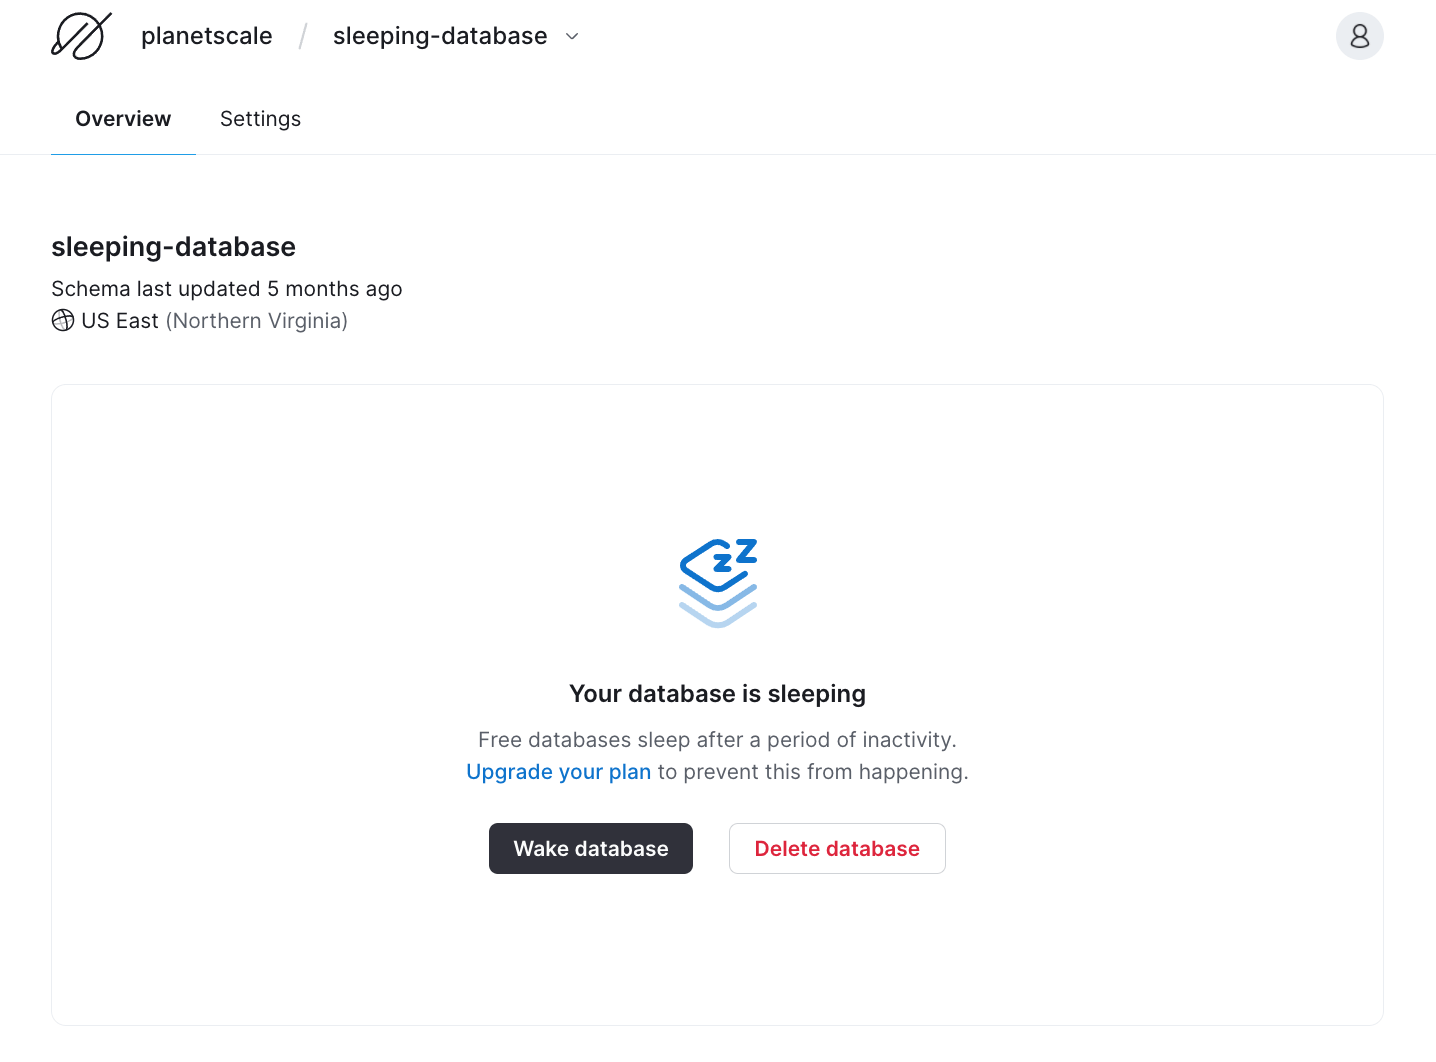 planetscale / sleeping-database
Overview Settings
sleeping-database
Schema last updated 5 months ago
US East (Northern Virginia)
zZ
Your database is sleeping
Free databases sleep after a period of inactivity.
Upgrade your plan to prevent this from happening.
Wake database Delete database